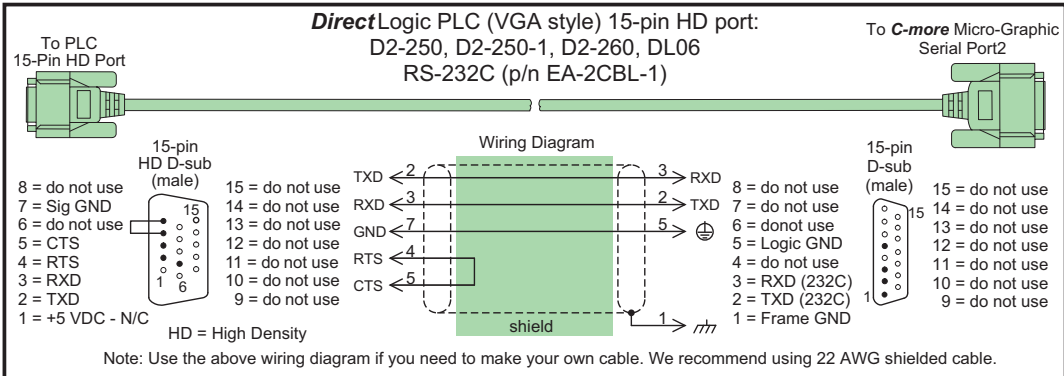 DirectLogic PLC (VGA style) 15-pin HD port:
D2-250, D2-250-1, D2-260, DL06
RS-232C (p/n EA-2CBL-1)
To PLC
15-Pin HD Port
To C-more Micro-Graphic
Serial Port2
15-pin
HD D-sub
(male)
8 = do not use
7 = Sig GND
6 = do not use
5 = CTS
4 = RTS
3 = RXD
2 = TXD
1 = +5 VDC - N/C
15
1
6
HD = High Density
15 = do not use
14 = do not use
13 = do not use
12 = do not use
11 = do not use
10 = do not use
9 = do not use
Wiring Diagram
TXD 2 3 RXD
RXD 3 2 TXD
GND 7 5
RTS 4
CTS 5
shield
1
15-pin
D-sub
(male)
8 = do not use
7 = do not use
6 = donot use
5 = Logic GND
4 = do not use
3 = RXD (232C)
2 = TXD (232C)
1 = Frame GND
15
1
15 = do not use
14 = do not use
13 = do not use
12 = do not use
11 = do not use
10 = do not use
9 = do not use
Note: Use the above wiring diagram if you need to make your own cable. We recommend using 22 AWG shielded cable.